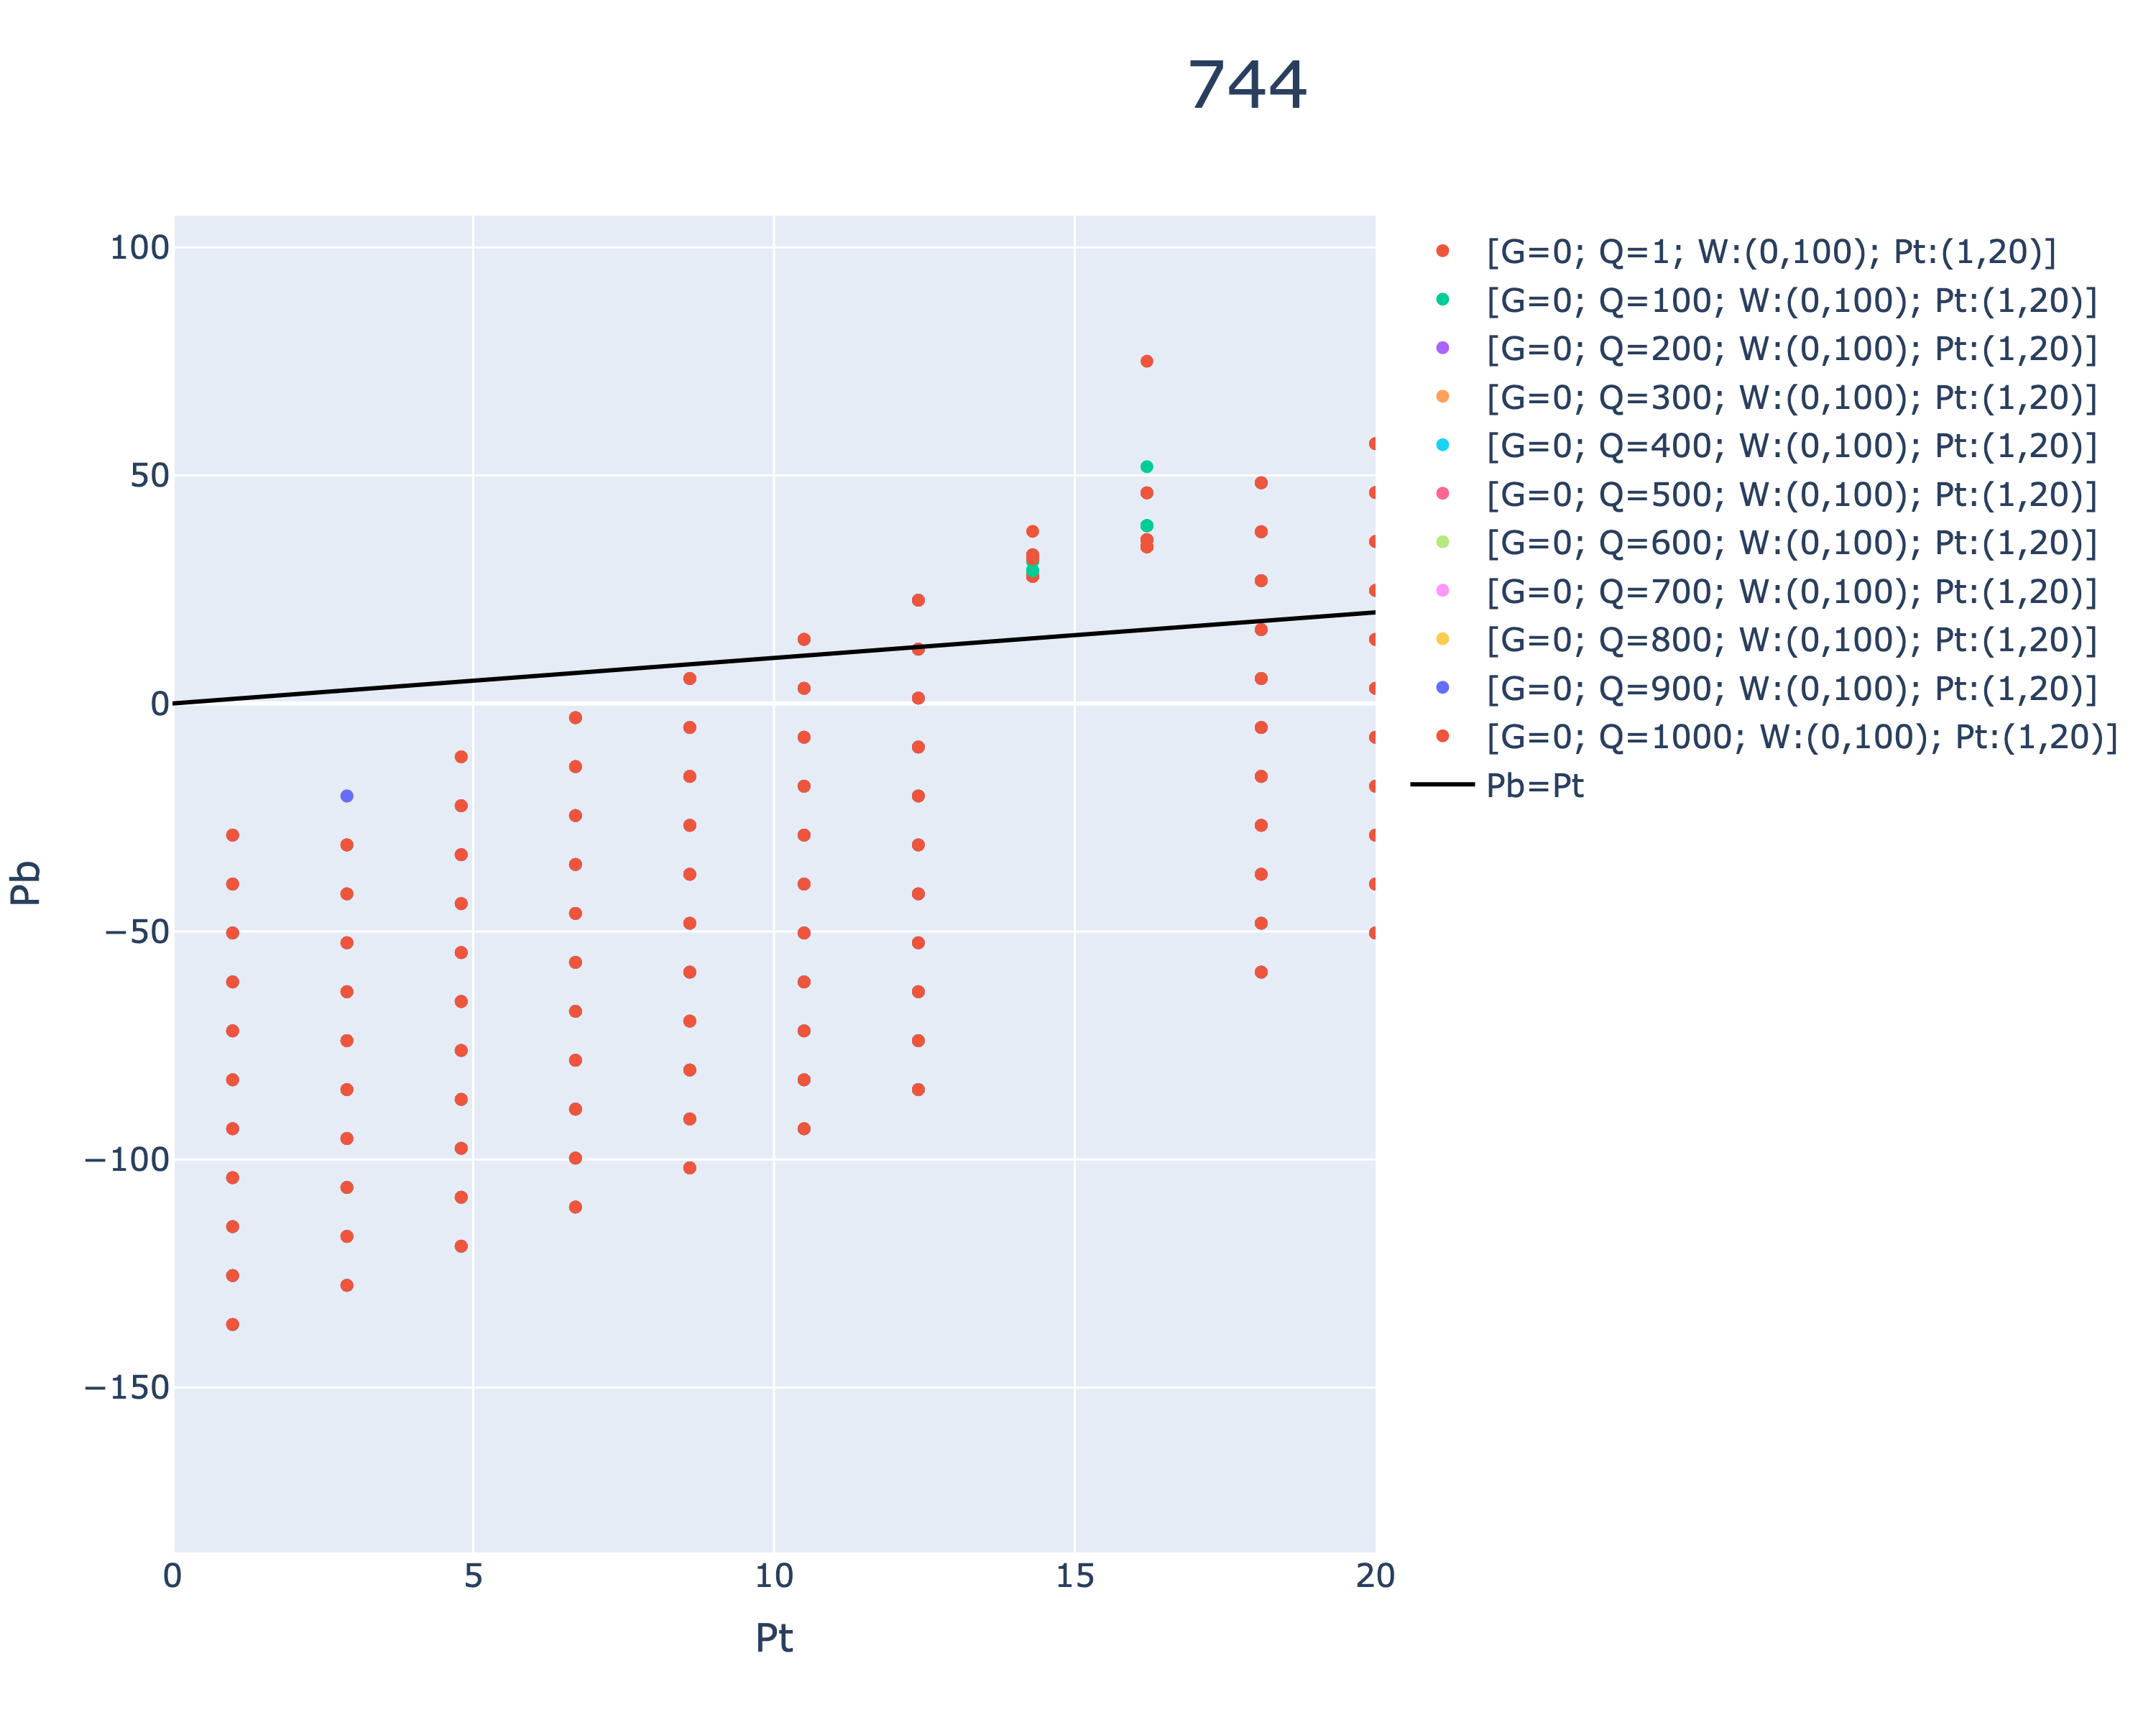 744
100
50
0
−50
−100
−150
Pb
0 5 10 15 20
Pt
[G=0; Q=1; W:(0,100); Pt:(1,20)]
[G=0; Q=100; W:(0,100); Pt:(1,20)]
[G=0; Q=200; W:(0,100); Pt:(1,20)]
[G=0; Q=300; W:(0,100); Pt:(1,20)]
[G=0; Q=400; W:(0,100); Pt:(1,20)]
[G=0; Q=500; W:(0,100); Pt:(1,20)]
[G=0; Q=600; W:(0,100); Pt:(1,20)]
[G=0; Q=700; W:(0,100); Pt:(1,20)]
[G=0; Q=800; W:(0,100); Pt:(1,20)]
[G=0; Q=900; W:(0,100); Pt:(1,20)]
[G=0; Q=1000; W:(0,100); Pt:(1,20)]
Pb=Pt